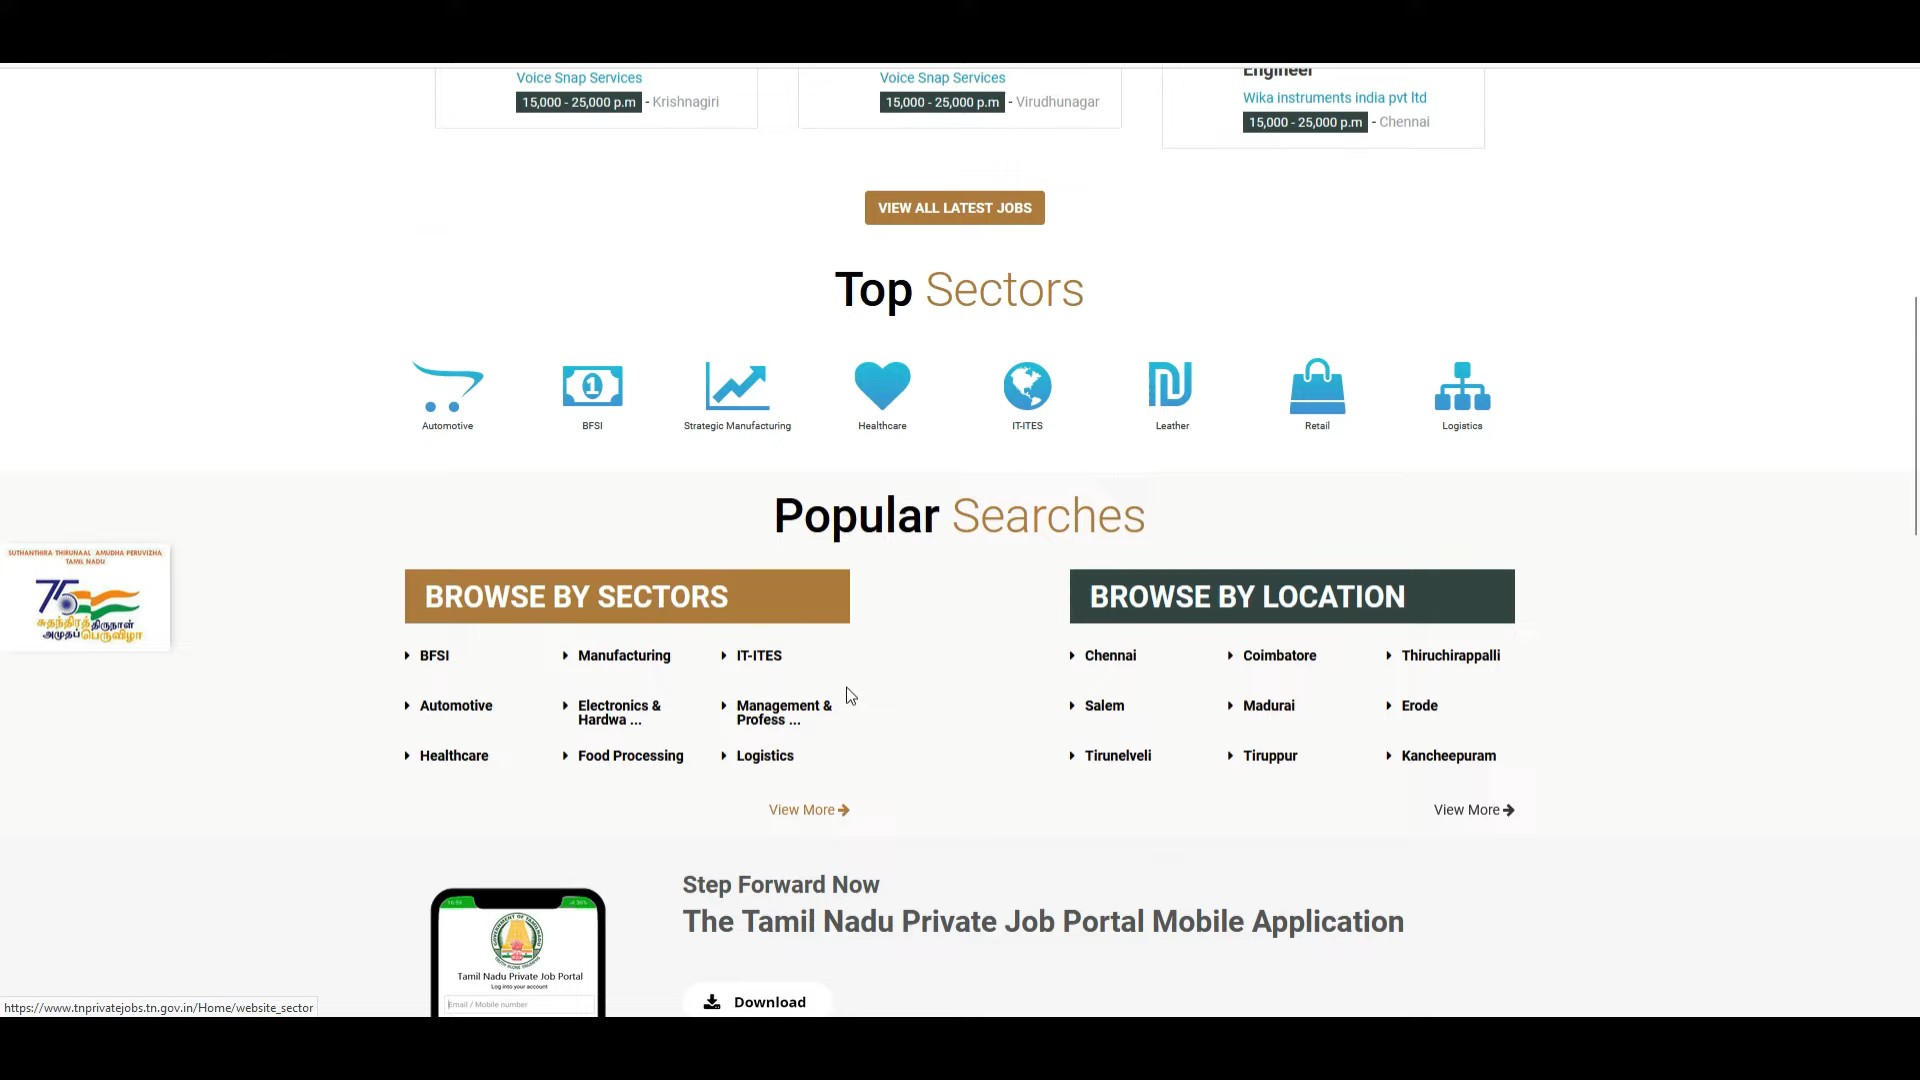 Engineer
Voice Snap Services
Voice Snap Services
Wika instruments india pvt ltd
15,000 - 25,000 p.m - Krishnagiri
15,000 - 25,000 p.m - Virudhunagar
15,000 - 25,000 p.m - Chennai
VIEW ALL LATEST JOBS
Top Sectors
Automotive
BFSI
Strategic Manufacturing
Healthcare
IT-ITES
Leather
Retail
Logistics
Popular Searches
SUTHANTHIRA THIRUNAAL AMUDHA PERUVIZHA
TAMIL NADU
75
சுதந்திரத் திருநாள்
அமுதப் பெருவிழா
BROWSE BY SECTORS
BFSI
Manufacturing
IT-ITES
Automotive
Electronics &
Hardwa ...
Management &
Profess ...
Healthcare
Food Processing
Logistics
View More
BROWSE BY LOCATION
Chennai
Coimbatore
Thiruchirappalli
Salem
Madurai
Erode
Tirunelveli
Tiruppur
Kancheepuram
View More
Step Forward Now
The Tamil Nadu Private Job Portal Mobile Application
Download
Tamil Nadu Private Job Portal
Log into your account
Email / Mobile number
https://www.tnprivatejobs.tn.gov.in/Home/website_sector